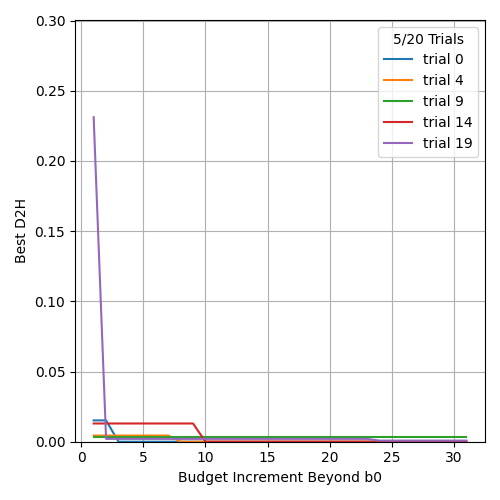 0.30
0.25
0.20
0.15
0.10
0.05
0.00
Best D2H
5/20 Trials
trial 0
trial 4
trial 9
trial 14
trial 19
0 5 10 15 20 25 30
Budget Increment Beyond b0